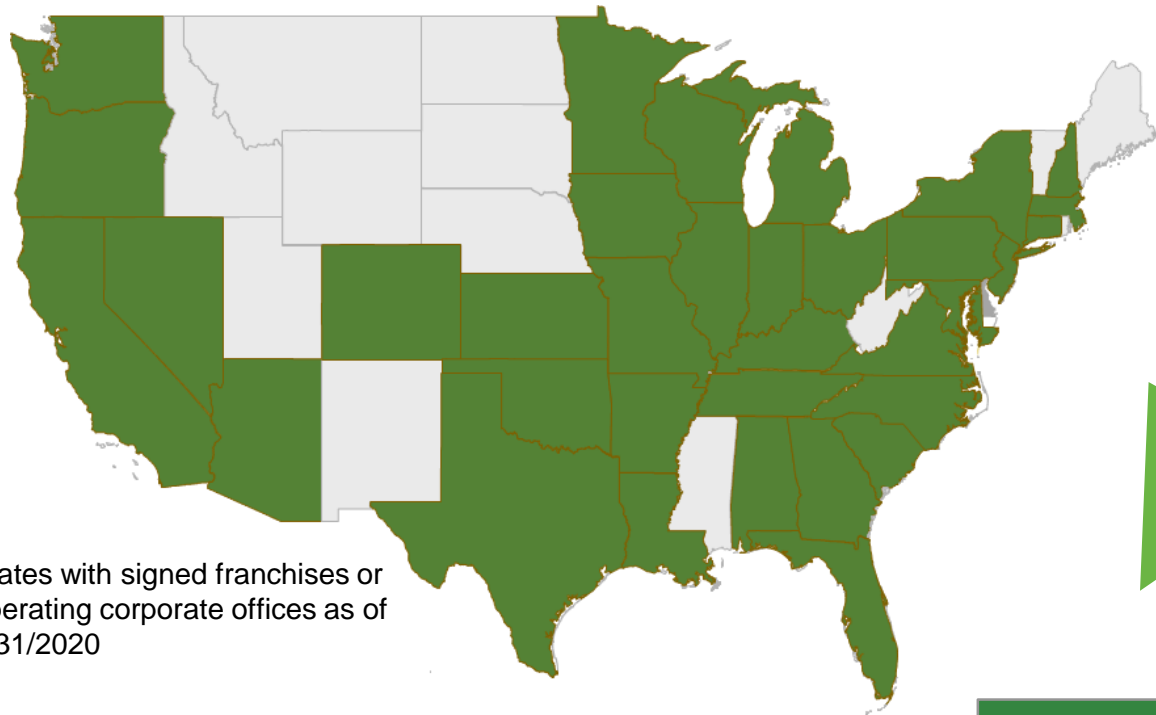 ates with signed franchises or
perating corporate offices as of
31/2020